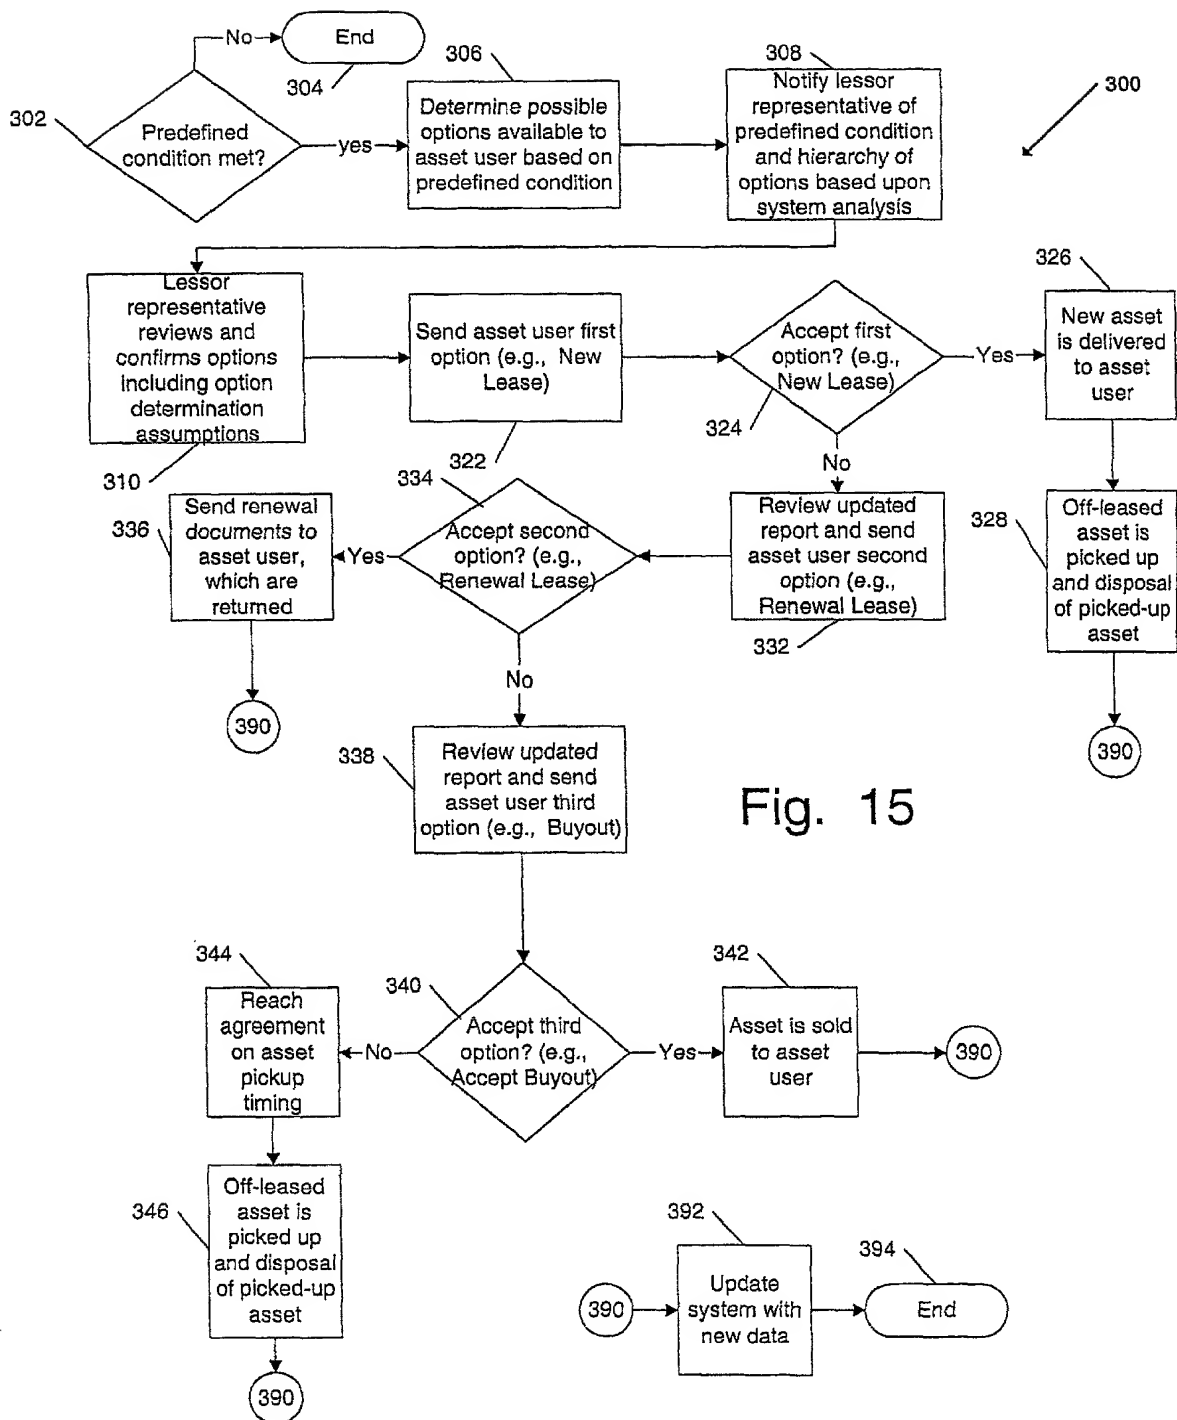 No
End
304
302
Predefined
condition met?
yes
306
Determine possible
options available to
asset user based on
predefined condition
308
Notify lessor
representative of
predefined condition
and hierarchy of
options based upon
system analysis
300
Lessor
representative
reviews and
confirms options
including option
determination
assumptions
310
Send asset user first
option (e.g., New
Lease)
322
Accept first
option? (e.g.,
New Lease)
324
Yes
No
326
New asset
is delivered
to asset
user
328
Off-leased
asset is
picked up
and disposal
of picked-up
asset
390
Review updated
report and send
asset user second
option (e.g.,
Renewal Lease)
332
334
Accept second
option? (e.g.,
Renewal Lease)
Yes
No
336
Send renewal
documents to
asset user,
which are
returned
390
338
Review updated
report and send
asset user third
option (e.g., Buyout)
Fig. 15
340
Accept third
option? (e.g.,
Accept Buyout)
Yes
No
342
Asset is sold
to asset
user
390
344
Reach
agreement
on asset
pickup
timing
346
Off-leased
asset is
picked up
and disposal
of picked-up
asset
390
390
392
Update
system with
new data
394
End